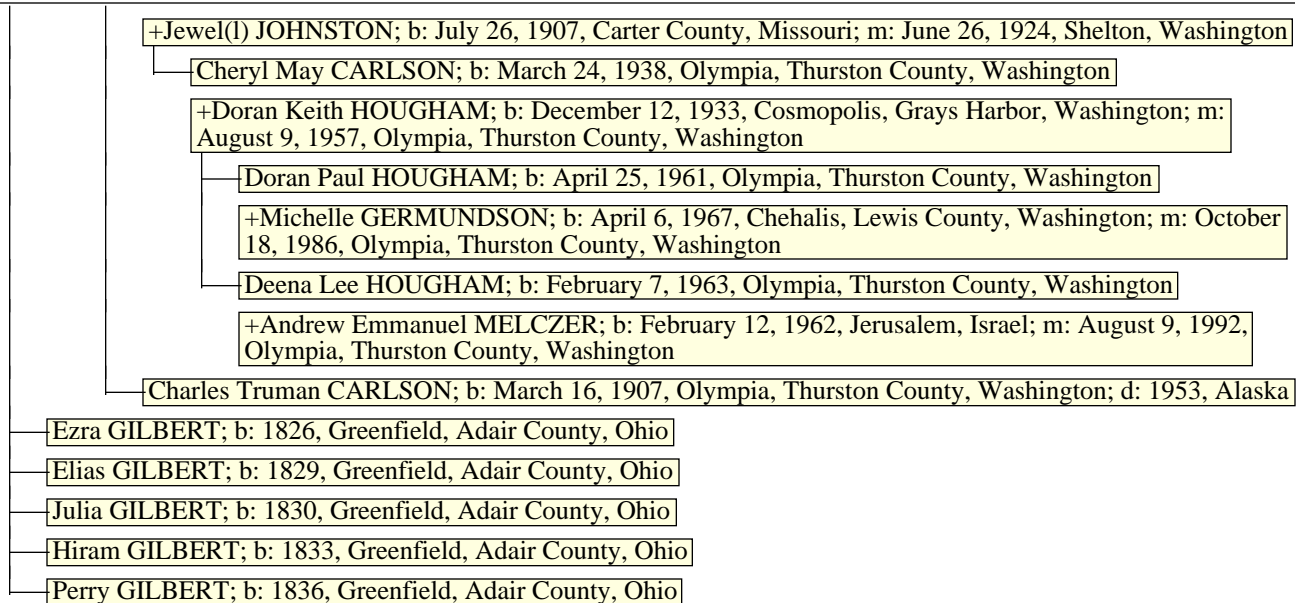 +Jewel(l) JOHNSTON; b: July 26, 1907, Carter County, Missouri; m: June 26, 1924, Shelton, Washington
Cheryl May CARLSON; b: March 24, 1938, Olympia, Thurston County, Washington
+Doran Keith HOUGHAM; b: December 12, 1933, Cosmopolis, Grays Harbor, Washington; m:
August 9, 1957, Olympia, Thurston County, Washington
Doran Paul HOUGHAM; b: April 25, 1961, Olympia, Thurston County, Washington
+Michelle GERMUNDSON; b: April 6, 1967, Chehalis, Lewis County, Washington; m: October
18, 1986, Olympia, Thurston County, Washington
Deena Lee HOUGHAM; b: February 7, 1963, Olympia, Thurston County, Washington
+Andrew Emmanuel MELCZER; b: February 12, 1962, Jerusalem, Israel; m: August 9, 1992,
Olympia, Thurston County, Washington
Charles Truman CARLSON; b: March 16, 1907, Olympia, Thurston County, Washington; d: 1953, Alaska
Ezra GILBERT; b: 1826, Greenfield, Adair County, Ohio
Elias GILBERT; b: 1829, Greenfield, Adair County, Ohio
Julia GILBERT; b: 1830, Greenfield, Adair County, Ohio
Hiram GILBERT; b: 1833, Greenfield, Adair County, Ohio
Perry GILBERT; b: 1836, Greenfield, Adair County, Ohio